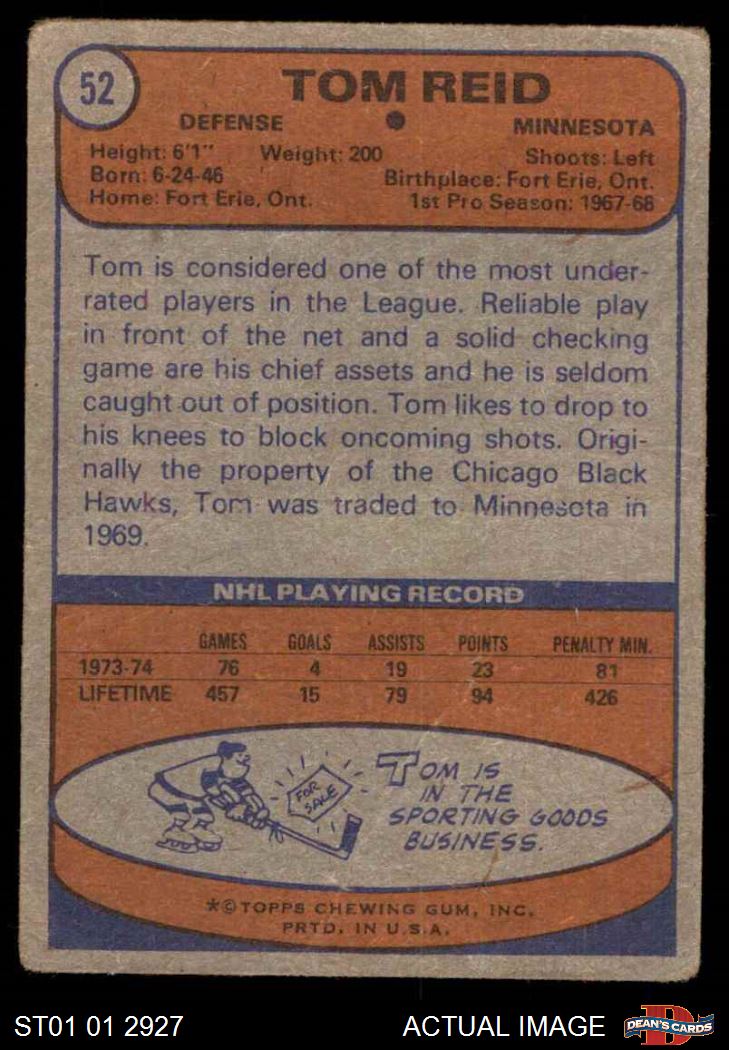 52
TOM REID
DEFENSE
MINNESOTA
Height: 6'1" Weight: 200 Shoots: Left
Born: 6-24-46 Birthplace: Fort Erie, Ont.
Home: Fort Erie, Ont. 1st Pro Season: 1967-68
Tom is considered one of the most under-
rated players in the League. Reliable play
in front of the net and a solid checking
game are his chief assets and he is seldom
caught out of position. Tom likes to drop to
his knees to block oncoming shots. Origi-
nally the property of the Chicago Black
Hawks, Tom was traded to Minnesota in
1969.
NHL PLAYING RECORD
GAMES GOALS ASSISTS POINTS PENALTY MIN.
1973-74 76 4 19 23 81
LIFETIME 457 15 79 94 426
FOR
SALE
TOM IS
IN THE
SPORTING GOODS
BUSINESS.
*©TOPPS CHEWING GUM, INC.
PRTD. IN U.S.A.
ST01 01 2927 ACTUAL IMAGE
D
DEAN'S CARDS